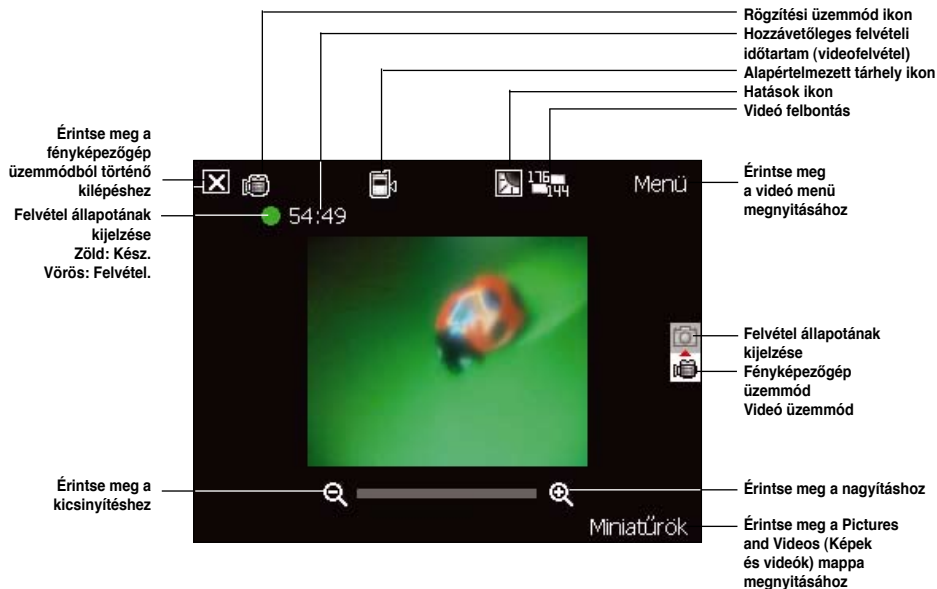 Rögzítési üzemmód ikon
Hozzávetőleges felvételi
időtartam (videofelvétel)
Alapértelmezett tárhely ikon
Hatások ikon
Videó felbontás
Érintse meg a
fényképezőgép
üzemmódból történő
kilépéshez
Felvétel állapotának
kijelzése
Zöld: Kész.
Vörös: Felvétel.
176
144
Menü
54:49
Érintse meg
a videó menü
megnyitásához
Felvétel állapotának
kijelzése
Fényképezőgép
üzemmód
Videó üzemmód
Érintse meg a
kicsinyítéshez
Érintse meg a nagyításhoz
Miniatűrök
Érintse meg a Pictures
and Videos (Képek
és videók) mappa
megnyitásához